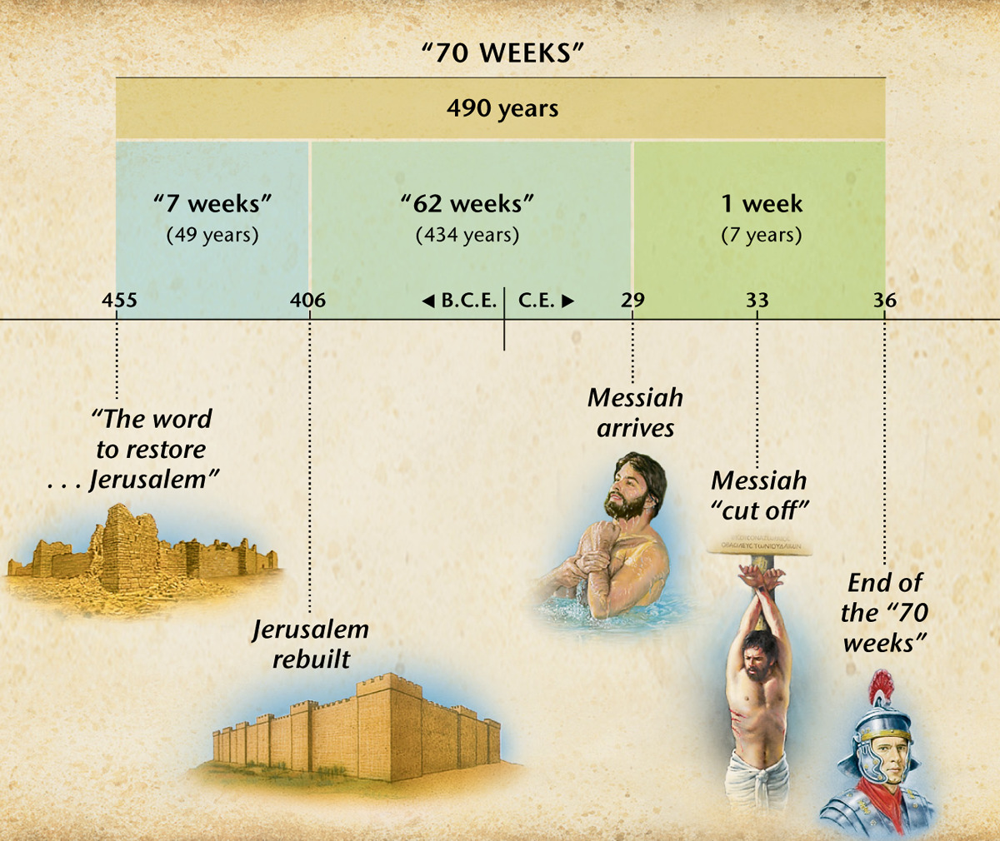 “70 WEEKS”
490 years
“7 weeks”
(49 years)
“62 weeks”
(434 years)
1 week
(7 years)
455
406
◄ B.C.E.
C.E. ►
29
33
36
“The word
to restore
. . . Jerusalem”
Jerusalem
rebuilt
Messiah
arrives
Messiah
“cut off”
End of
the “70
weeks”